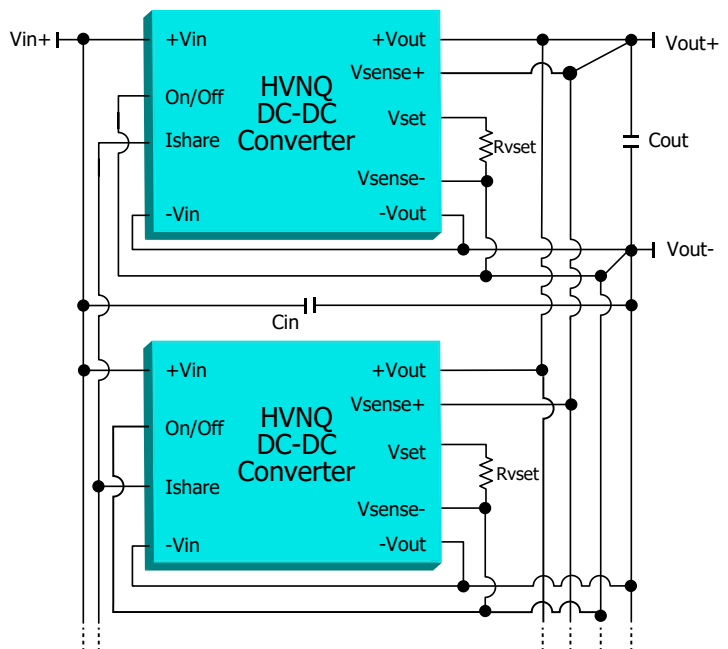 Vin+
+Vin
+Vout
Vout+
Vsense+
On/Off
HVNQ
DC-DC
Converter
Vset
Ishare
Rvset
Cout
Vsense-
-Vin
-Vout
Vout-
Cin
+Vin
+Vout
Vsense+
On/Off
HVNQ
DC-DC
Converter
Vset
Ishare
Rvset
Vsense-
-Vin
-Vout